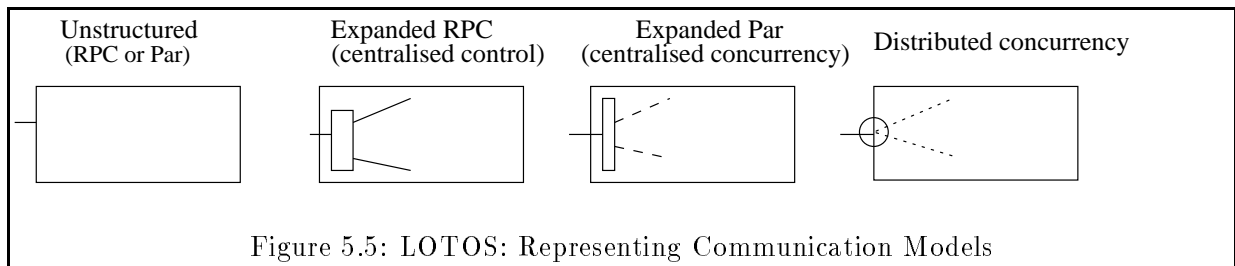 Unstructured
(RPC or Par)
Expanded RPC
(centralised control)
Expanded Par
(centralised concurrency)
Distributed concurrency
Figure 5.5: LOTOS: Representing Communication Models